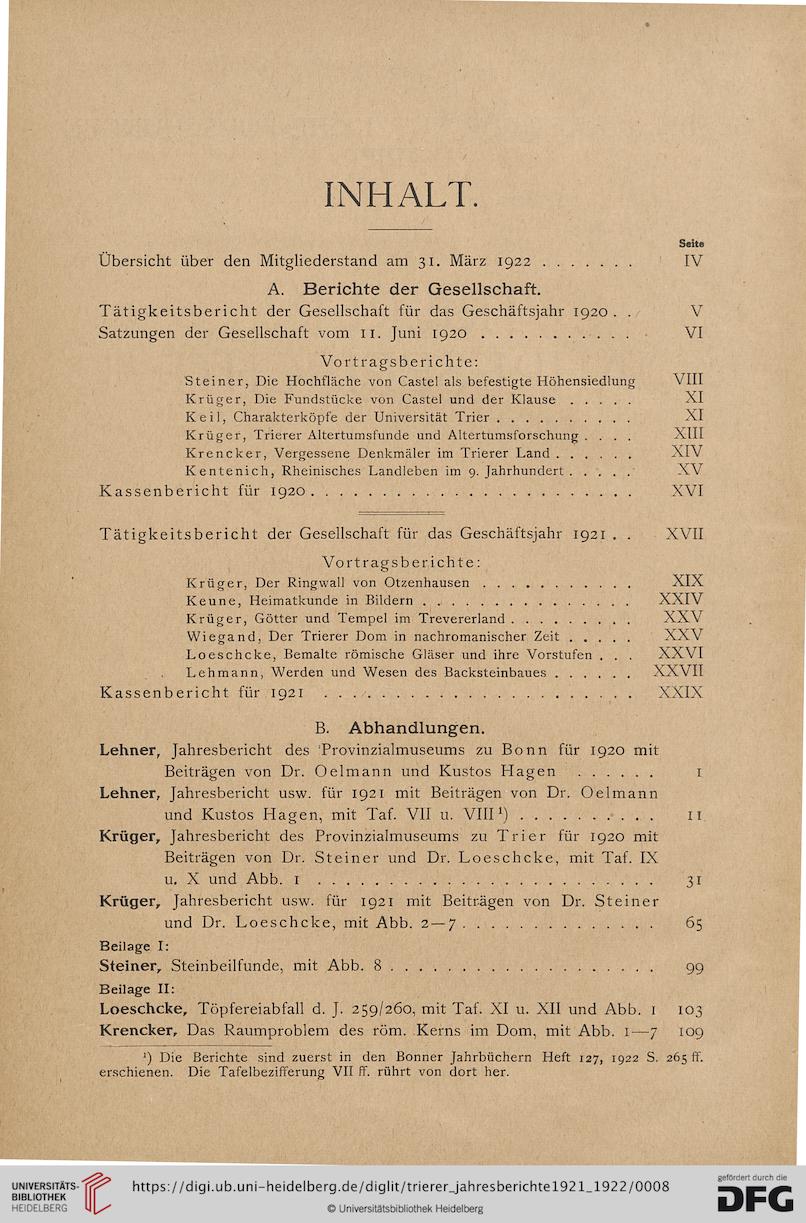 INHALT.
Seite
Übersicht über den Mitgliederstand am 31. März 1922 . . . . . . . IV
A. Berichte der Gesellschaft.
Tätigkeitsbericht der Gesellschaft für das Geschäftsjahr 1920 . . V
Satzungen der Gesellschaft vom 11. Juni 1920 . . . . . . . . . . . . VI
Vortragsberichte:
Steiner, Die Hochfläche von Castel als befestigte Höhensiedlung VIII
Krüger, Die Fundstücke von Castel und der Klause . . . . . XI
Keil, Charakterköpfe der Universität Trier . . . . . . . . . . XI
Krüger, Trierer Altertumsfunde und Altertumsforschung . . . . XIII
Krencker, Vergessene Denkmäler im Trierer Land . . . . . . XIV
Kentenich, Rheinisches Landleben im 9. Jahrhundert . . . . . XV
Kassenbericht für 1920 . . . . . . . . . . . . . . . . . . . . . . . XVI
Tätigkeitsbericht der Gesellschaft für das Geschäftsjahr 1921 . . XVII
Vortragsberichte:
Krüger, Der Ringwall von Otzenhausen . . . . . . . . . . . XIX
Keune, Heimatkunde in Bildern . . . . . . . . . . . . . . . XXIV
Krüger, Götter und Tempel im Trevererland . . . . . . . . . XXV
Wiegand, Der Trierer Dom in nachromanischer Zeit . . . . . XXV
Loeschcke, Bemalte römische Gläser und ihre Vorstufen . . . XXVI
Lehmann, Werden und Wesen des Backsteinbaues . . . . . . XXVII
Kassenbericht für 1921 . . . . . . . . . . . . . . . . . . . . . . XXIX
B. Abhandlungen.
Lehner, Jahresbericht des Provinzialmuseums zu Bonn für 1920 mit
Beiträgen von Dr. Oelmann und Kustos Hagen . . . . . . 1
Lehner, Jahresbericht usw. für 1921 mit Beiträgen von Dr. Oelmann
und Kustos Hagen, mit Taf. VII u. VIII ¹) . . . . . . . . . . 11
Krüger, Jahresbericht des Provinzialmuseums zu Trier für 1920 mit
Beiträgen von Dr. Steiner und Dr. Loeschcke, mit Taf. IX
u. X und Abb. 1 . . . . . . . . . . . . . . . . . . . . . . . . 31
Krüger, Jahresbericht usw. für 1921 mit Beiträgen von Dr. Steiner
und Dr. Loeschcke, mit Abb. 2—7 . . . . . . . . . . . . . . 65
Beilage I:
Steiner, Steinbeilfunde, mit Abb. 8 . . . . . . . . . . . . . . . . . . . 99
Beilage II:
Loeschcke, Töpfereiabfall d. J. 259/260, mit Taf. XI u. XII und Abb. 1 103
Krencker, Das Raumproblem des röm. Kerns im Dom, mit Abb. 1—7 109
¹) Die Berichte sind zuerst in den Bonner Jahrbüchern Heft 127, 1922 S. 265 ff.
erschienen. Die Tafelbezifferung VII ff. rührt von dort her.
UNIVERSITÄTS-
BIBLIOTHEK
HEIDELBERG
https://digi.ub.uni-heidelberg.de/diglit/trierer_jahresberichte1921_1922/0008
© Universitätsbibliothek Heidelberg
gefördert durch die
DFG